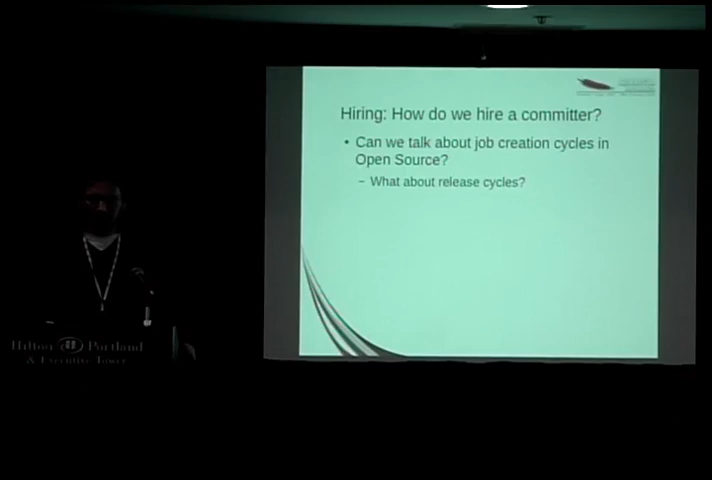 Hiring: How do we hire a committer?
• Can we talk about job creation cycles in
Open Source?
– What about release cycles?
Hilton Portland
& Executive Tower